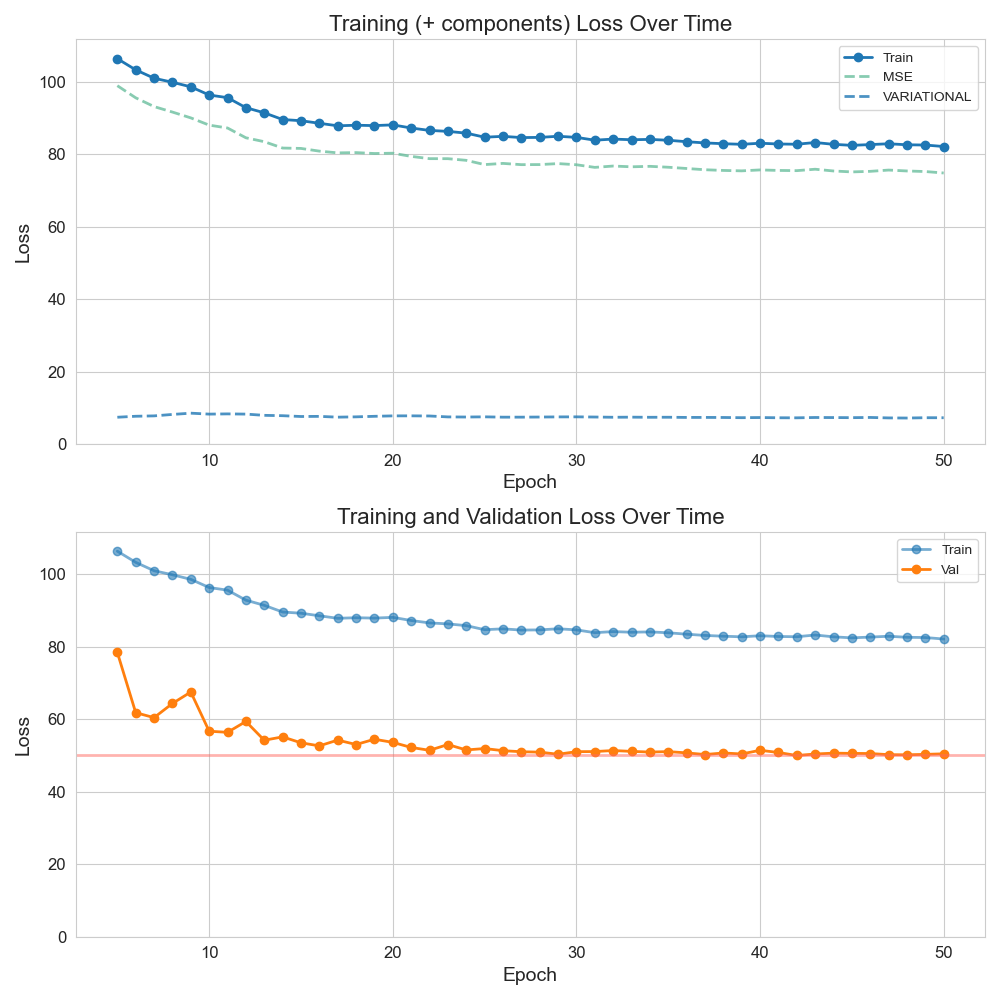 Training (+ components) Loss Over Time
Train
MSE
VARIATIONAL
100
80
60
40
20
0
Loss
10 20 30 40 50
Epoch
Training and Validation Loss Over Time
Train
Val
100
80
60
40
20
0
Loss
10 20 30 40 50
Epoch